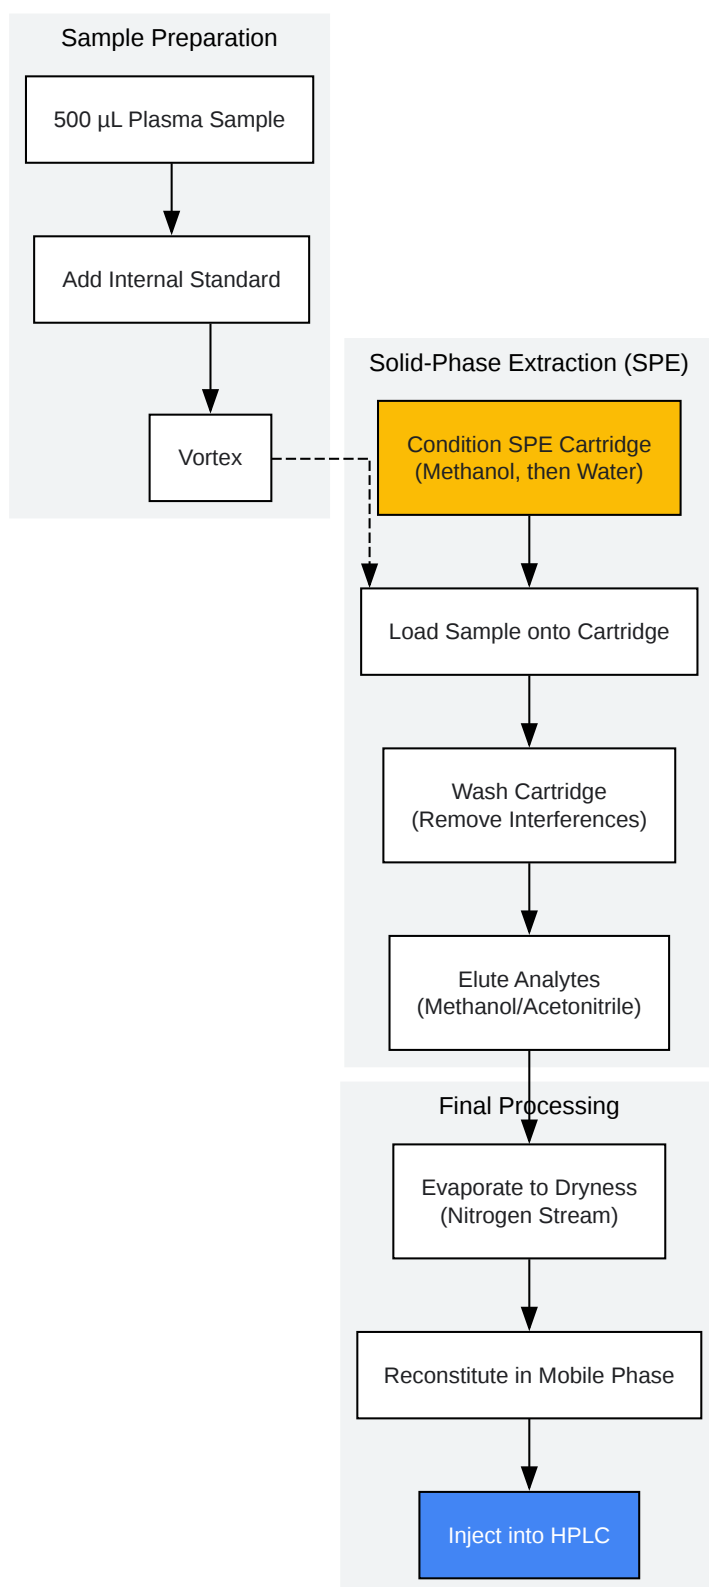 Sample Preparation
500 µL Plasma Sample
Add Internal Standard
Vortex
Solid-Phase Extraction (SPE)
Condition SPE Cartridge
(Methanol, then Water)
Load Sample onto Cartridge
Wash Cartridge
(Remove Interferences)
Elute Analytes
(Methanol/Acetonitrile)
Final Processing
Evaporate to Dryness
(Nitrogen Stream)
Reconstitute in Mobile Phase
Inject into HPLC